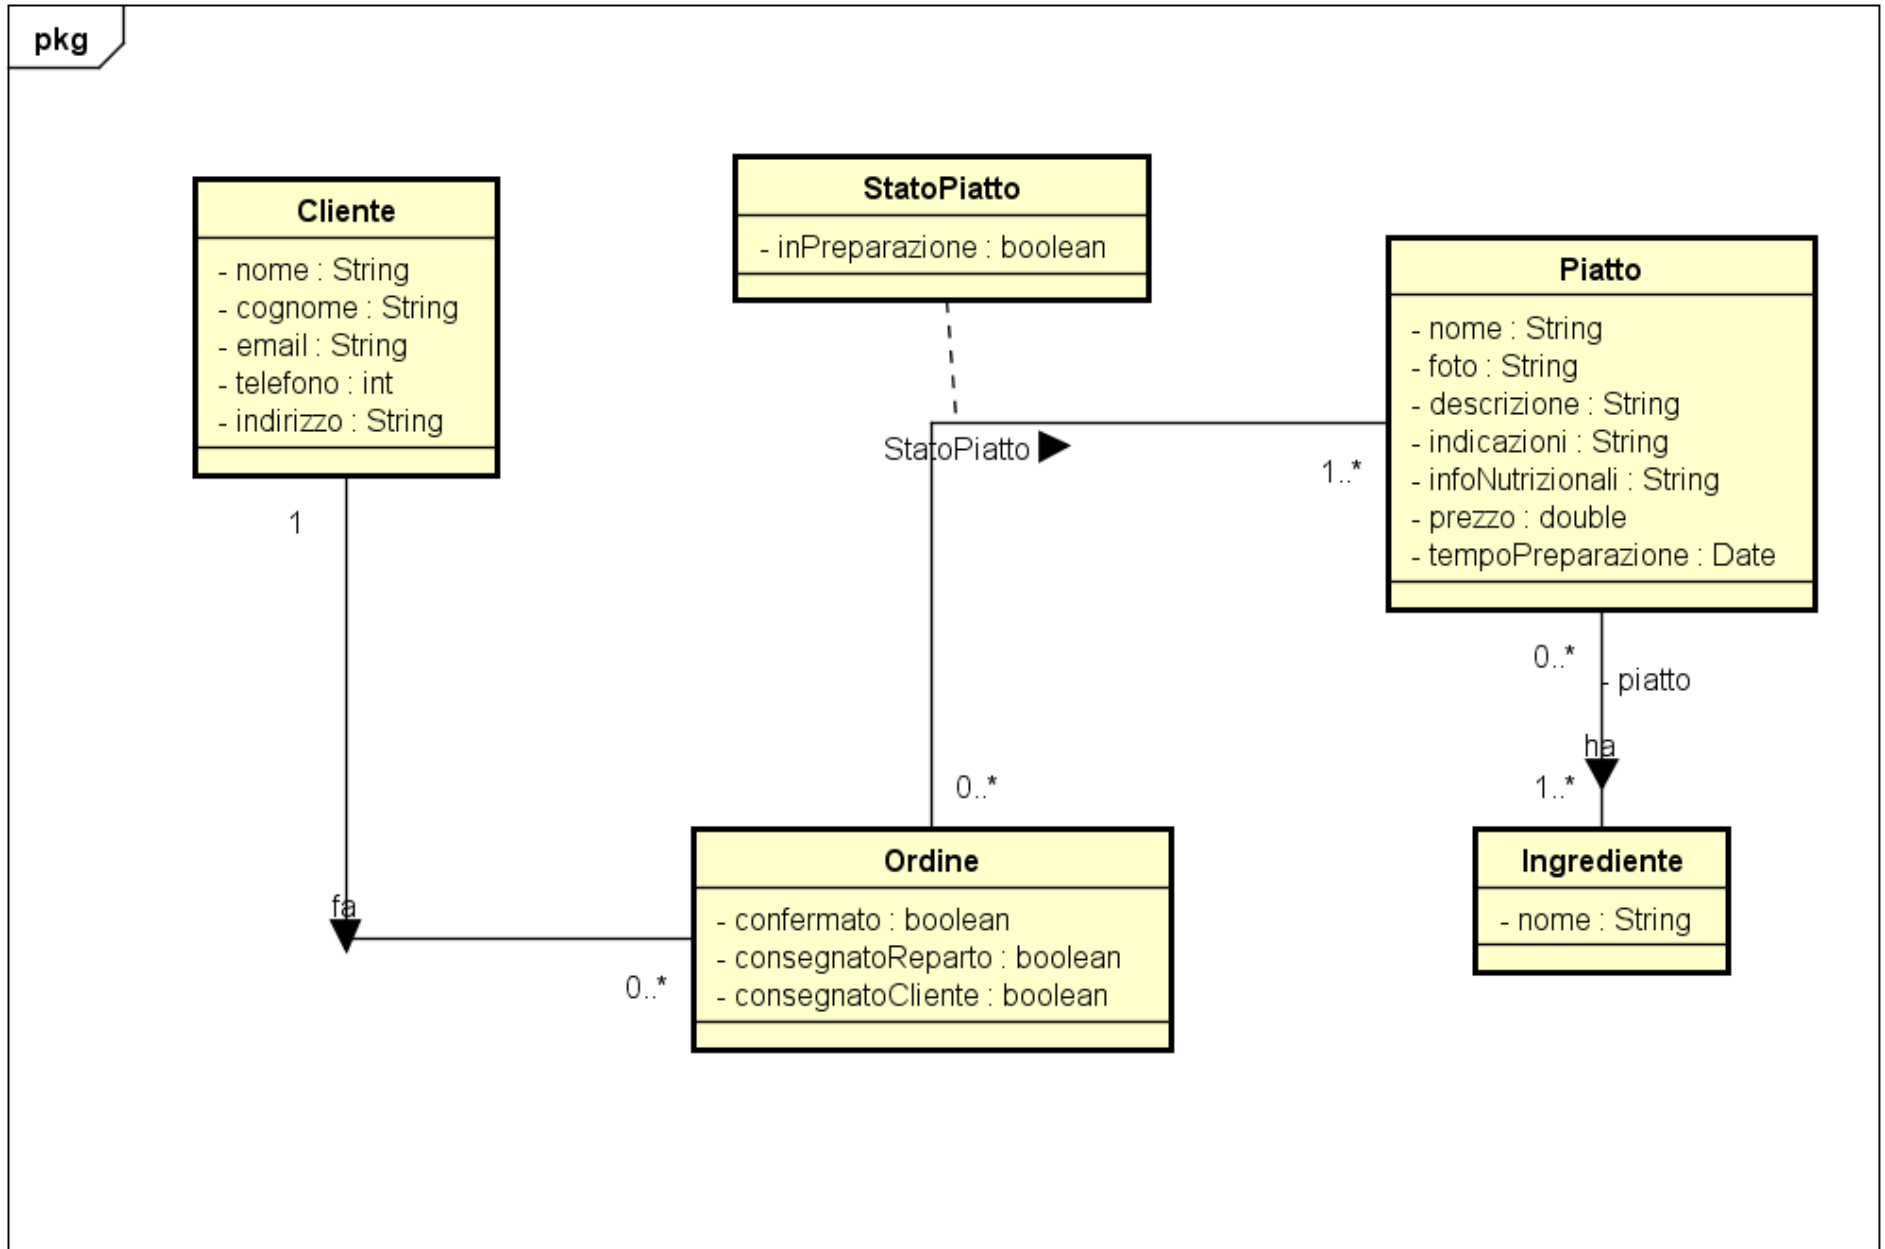 pkg
Cliente
- nome : String
- cognome : String
- email : String
- telefono : int
- indirizzo : String
1
fa
0..*
StatoPiatto
- inPreparazione : boolean
StatoPiatto
1..*
0..*
Piatto
- nome : String
- foto : String
- descrizione : String
- indicazioni : String
- infoNutrizionali : String
- prezzo : double
- tempoPreparazione : Date
0..*
- piatto
ha
1..*
Ordine
- confermato : boolean
- consegnatoReparto : boolean
- consegnatoCliente : boolean
Ingrediente
- nome : String